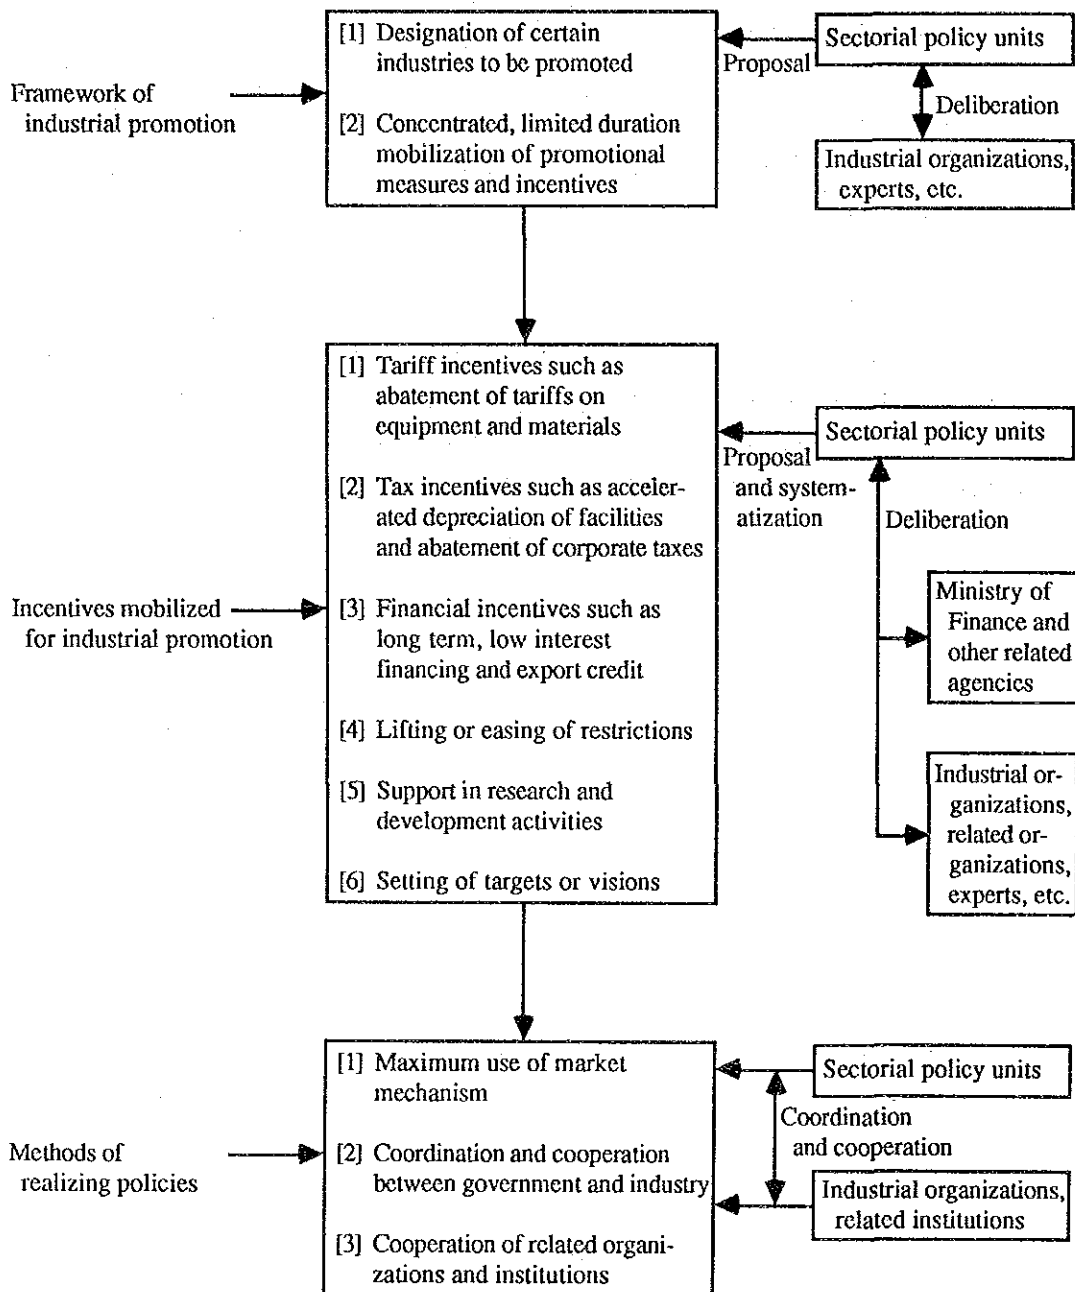 [1] Designation of certain
industries to be promoted
[2] Concentrated, limited duration
mobilization of promotional
measures and incentives
Framework of
industrial promotion
Proposal
Sectorial policy units
Deliberation
Industrial organizations,
experts, etc.
[1] Tariff incentives such as
abatement of tariffs on
equipment and materials
[2] Tax incentives such as acceler-
ated depreciation of facilities
and abatement of corporate taxes
[3] Financial incentives such as
long term, low interest
financing and export credit
[4] Lifting or easing of restrictions
[5] Support in research and
development activities
[6] Setting of targets or visions
Incentives mobilized
for industrial promotion
Proposal
and system-
atization
Sectorial policy units
Deliberation
Ministry of
Finance and
other related
agencies
Industrial or-
ganizations,
related or-
ganizations,
experts, etc.
[1] Maximum use of market
mechanism
[2] Coordination and cooperation
between government and industry
[3] Cooperation of related organi-
zations and institutions
Methods of
realizing policies
Sectorial policy units
Coordination
and cooperation
Industrial organizations,
related institutions